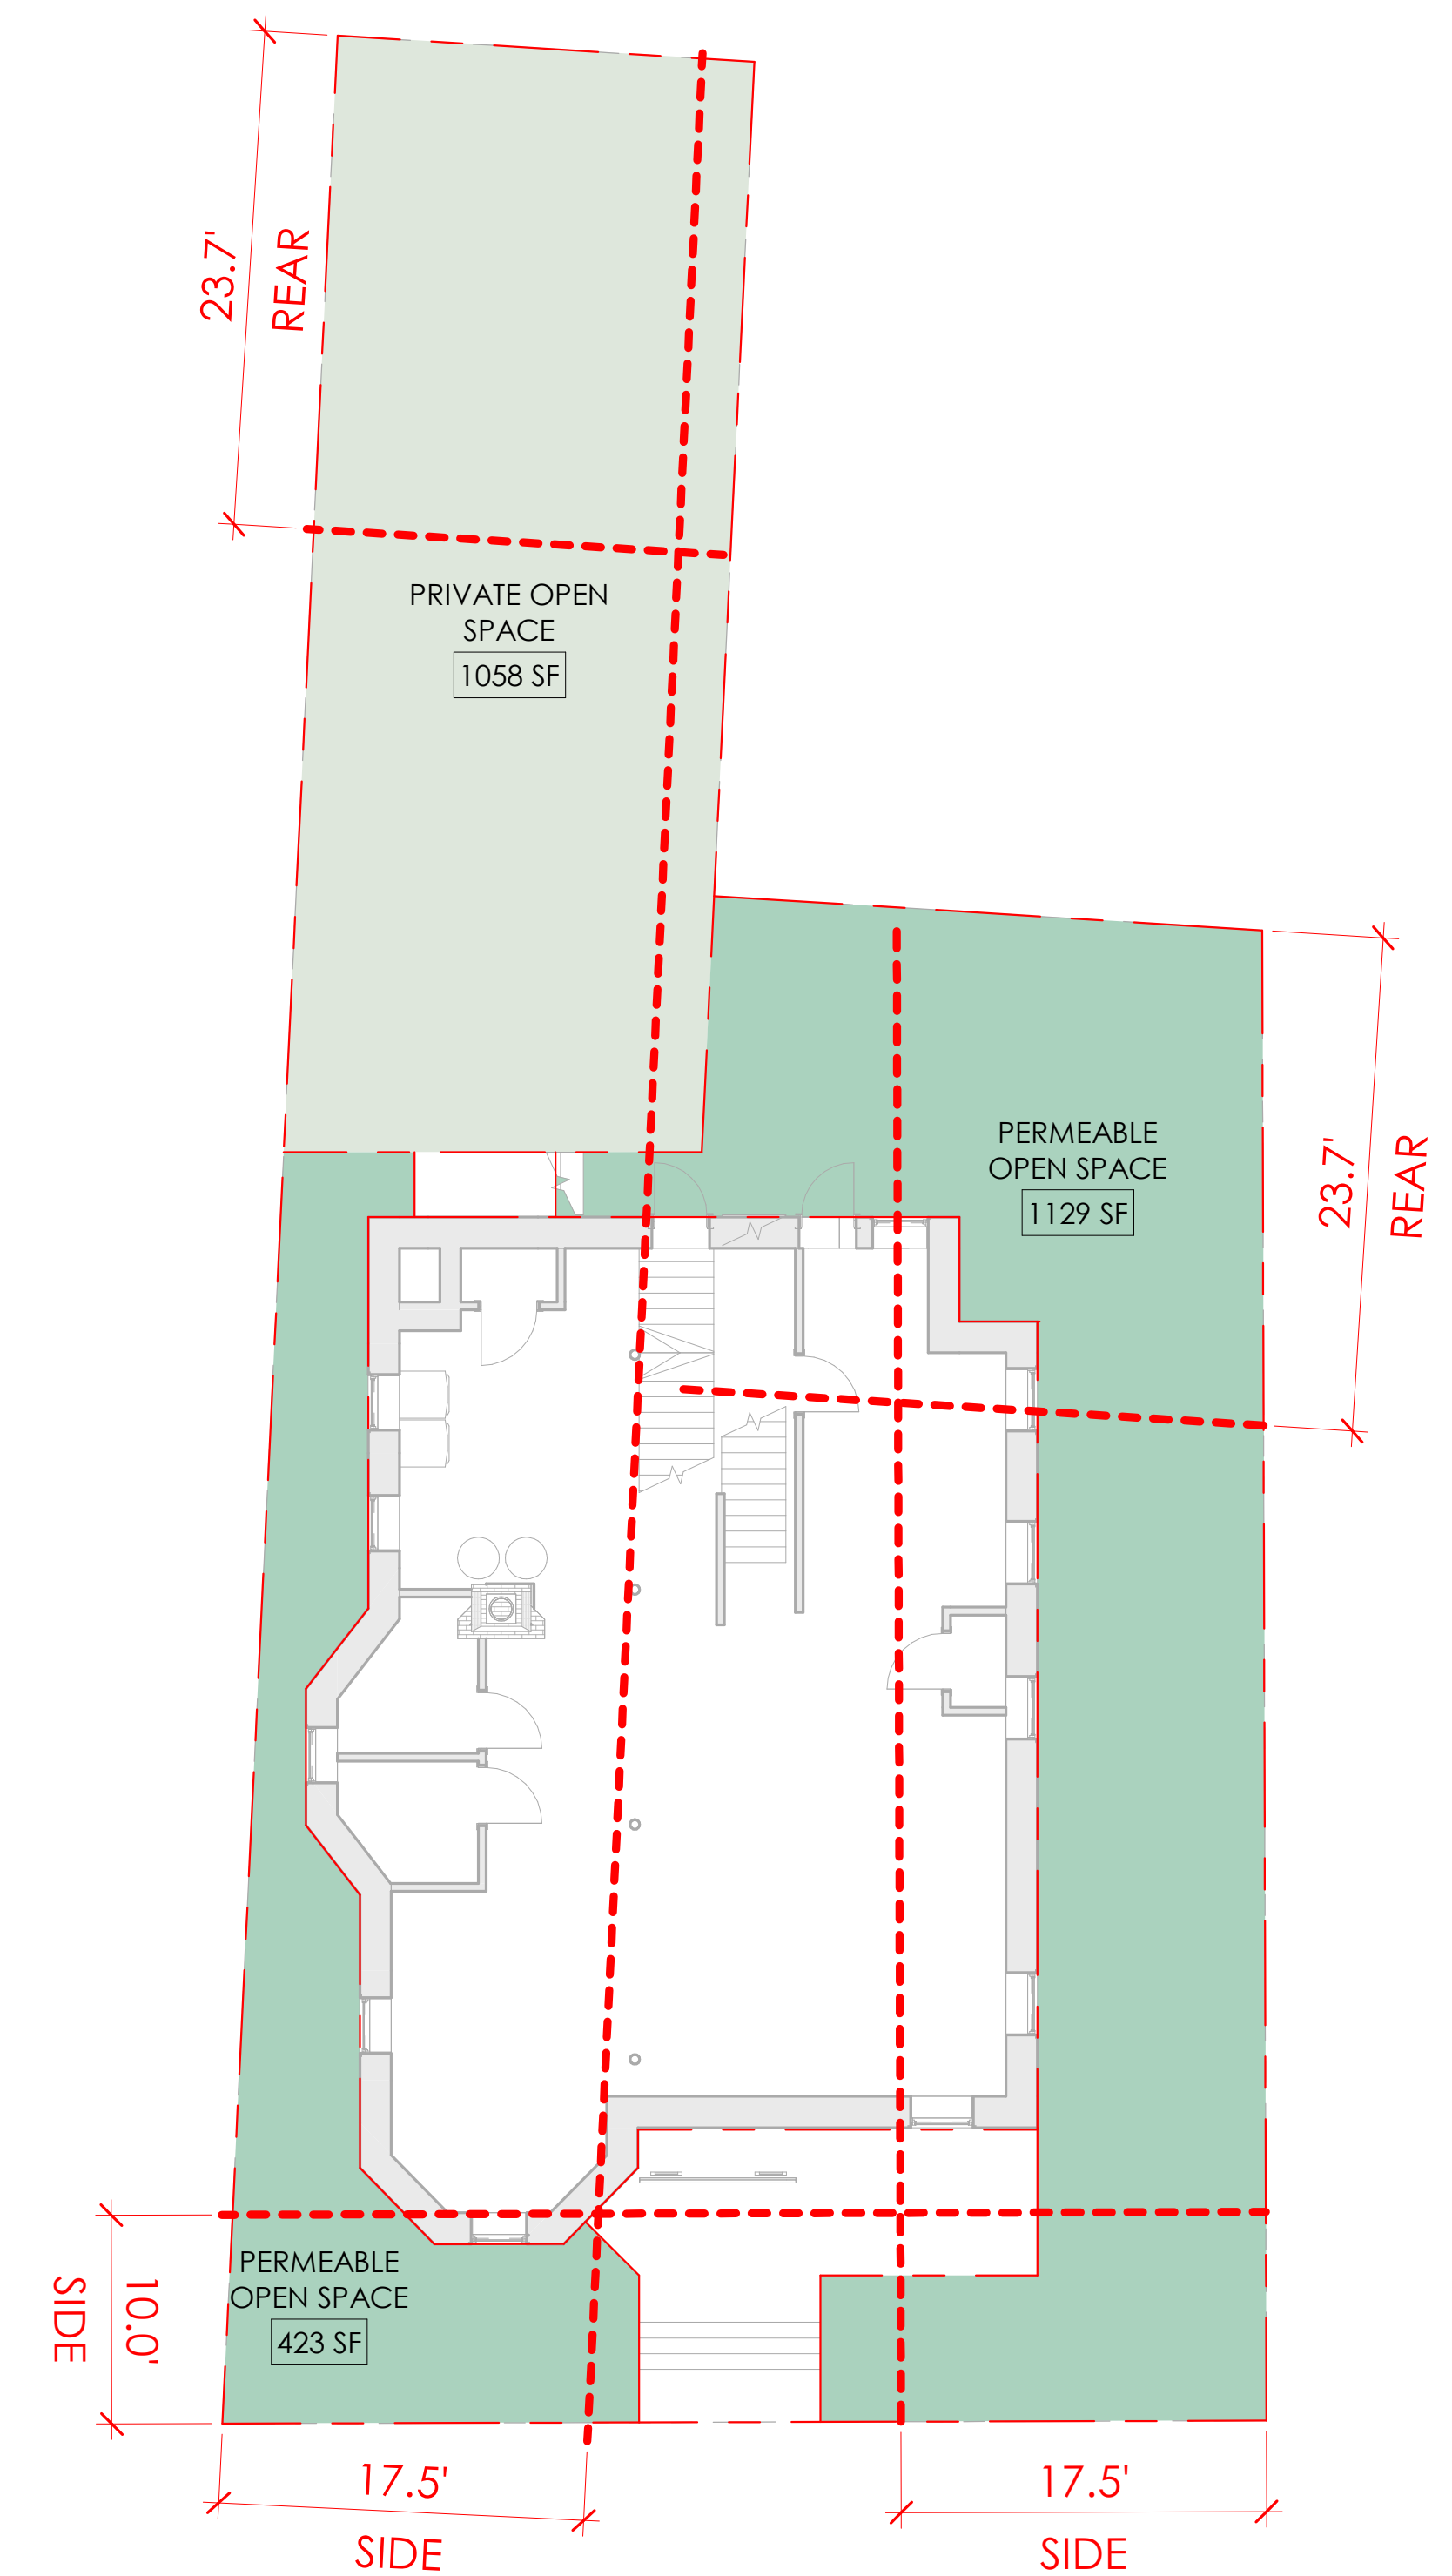 23.7'
REAR
PRIVATE OPEN
SPACE
1058 SF
PERMEABLE
OPEN SPACE
1129 SF
23.7'
REAR
PERMEABLE
OPEN SPACE
423 SF
10.0'
SIDE
17.5'
SIDE
17.5'
SIDE